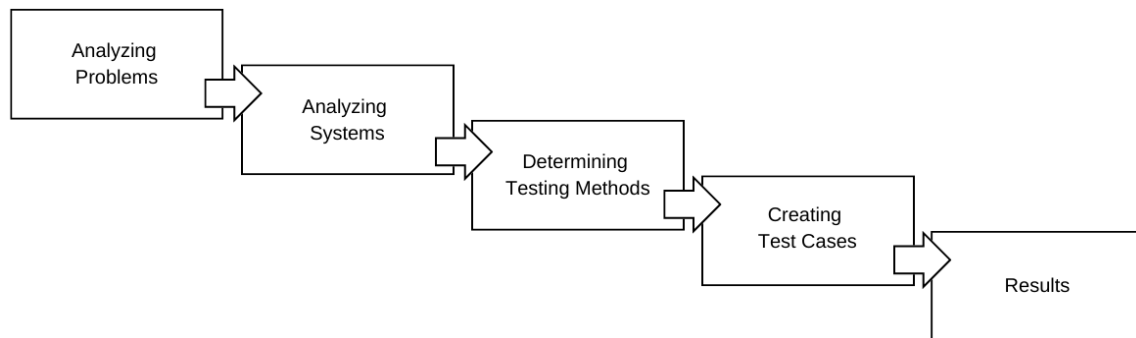 Analyzing
Problems
Analyzing
Systems
Determining
Testing Methods
Creating
Test Cases
Results